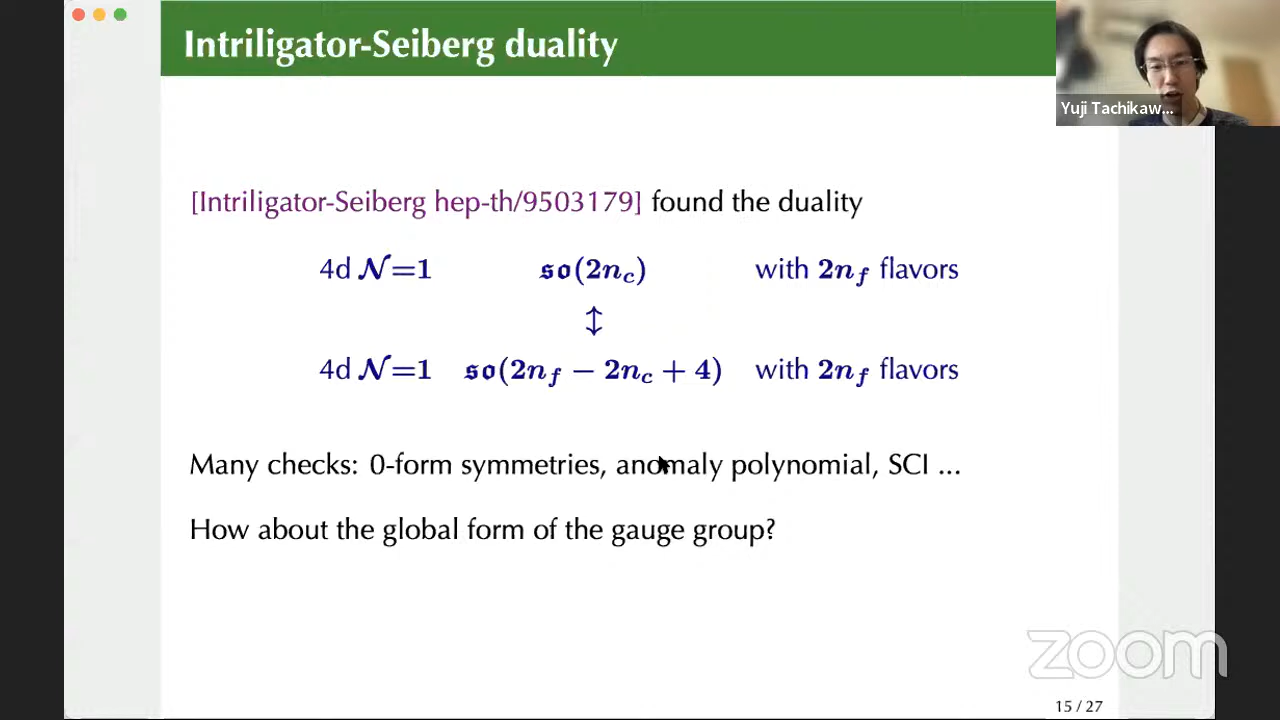 Intriligator-Seiberg duality
Yuji Tachikaw...
[Intriligator-Seiberg hep-th/9503179] found the duality
4d 𝒩=1 𝖘𝖔(2n_c) with 2n_f flavors
↕
4d 𝒩=1 𝖘𝖔(2n_f − 2n_c + 4) with 2n_f flavors
Many checks: 0-form symmetries, anomaly polynomial, SCI ...
How about the global form of the gauge group?
zoom
15 / 27